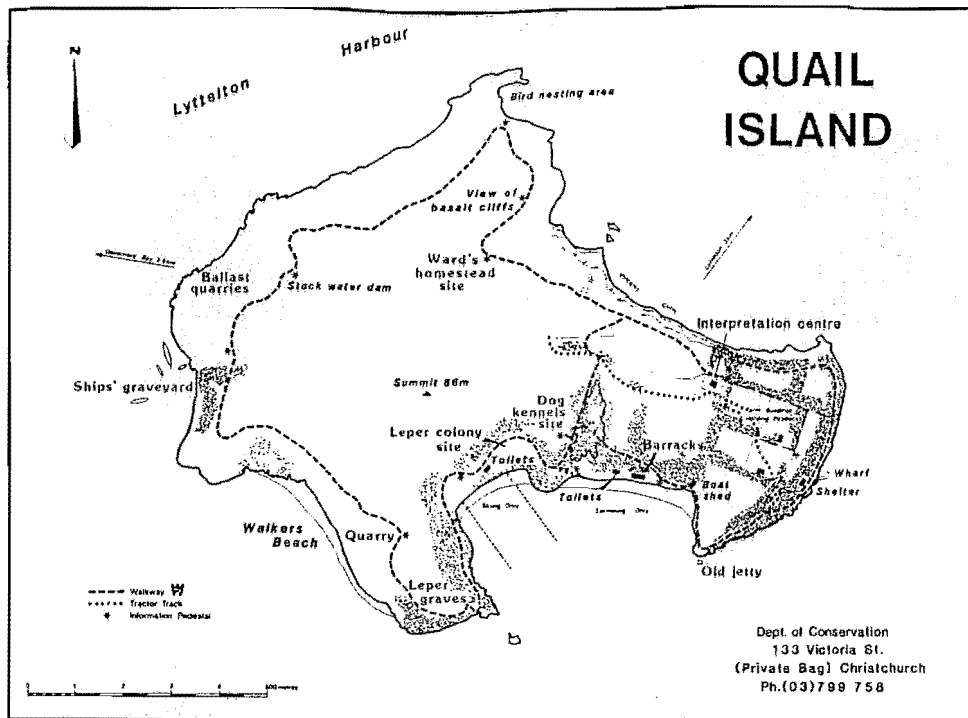 QUAIL
ISLAND
N
Lyttelton Harbour
Bird nesting area
View of
basalt cliffs
Ward's
homestead
site
Ballast
quarries
Stock water dam
Interpretation centre
Ships' graveyard
Summit 86m
Dog
kennels
site
Leper colony
site
Toilets
Barracks
Toilets
Boat
shed
Wharf
Shelter
Swimming Only
Walkers
Beach
Quarry
Old jetty
Leper
graves
Walkway
Tractor Track
Information Pedestal
Dept. of Conservation
133 Victoria St.
(Private Bag) Christchurch
Ph.(03)799 758